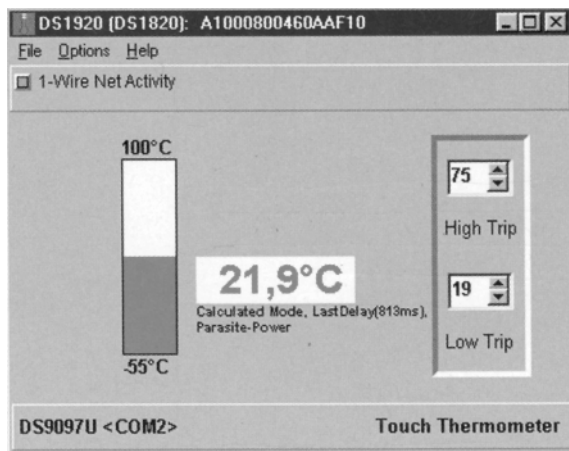 DS1920 (DS1820): A1000800460AAF10
File Options Help
1-Wire Net Activity
100°C
75
High Trip
21,9°C
Calculated Mode, LastDelay(813ms),
Parasite-Power
19
Low Trip
-55°C
DS9097U <COM2> Touch Thermometer